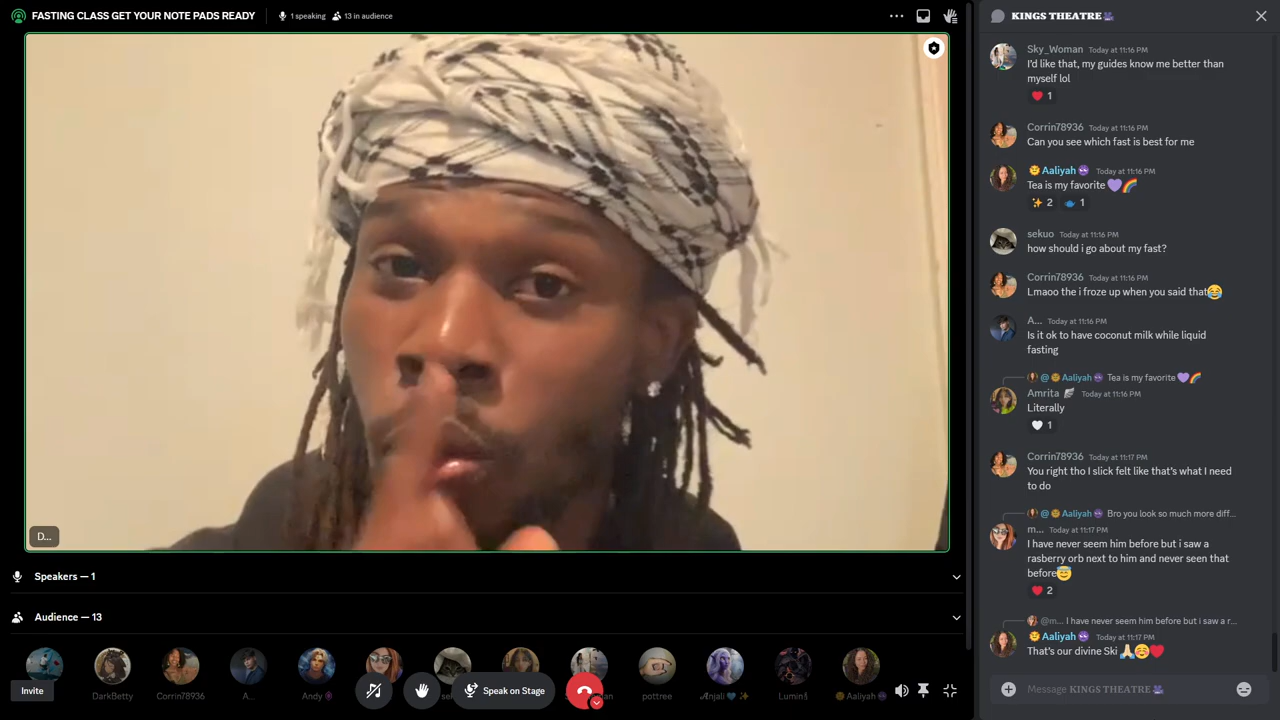 FASTING CLASS GET YOUR NOTE PADS READY
1 speaking
13 in audience
D...
Speakers — 1
Audience — 13
DarkBetty
Corrin78936
A...
Andy
pottree
Anjali
Lumin
Aaliyah
Invite
Speak on Stage
KINGS THEATRE
Sky_Woman Today at 11:16 PM
I'd like that, my guides know me better than
myself lol
❤️ 1
Corrin78936 Today at 11:16 PM
Can you see which fast is best for me
🌞Aaliyah Today at 11:16 PM
Tea is my favorite 💜🌈
✨ 2 1
sekuo Today at 11:16 PM
how should i go about my fast?
Corrin78936 Today at 11:16 PM
Lmaoo the i froze up when you said that😂
A... Today at 11:16 PM
Is it ok to have coconut milk while liquid
fasting
@ 🌞Aaliyah Tea is my favorite 💜🌈
Amrita Today at 11:16 PM
Literally
🤍 1
Corrin78936 Today at 11:17 PM
You right tho I slick felt like that's what I need
to do
@ 🌞Aaliyah Bro you look so much more diff...
m... Today at 11:17 PM
I have never seem him before but i saw a
rasberry orb next to him and never seen that
before😇
❤️ 2
@m... I have never seem him before but i saw a r...
🌞Aaliyah Today at 11:17 PM
That's our divine Ski 🙏🏻🥰❤️
Message KINGS THEATRE